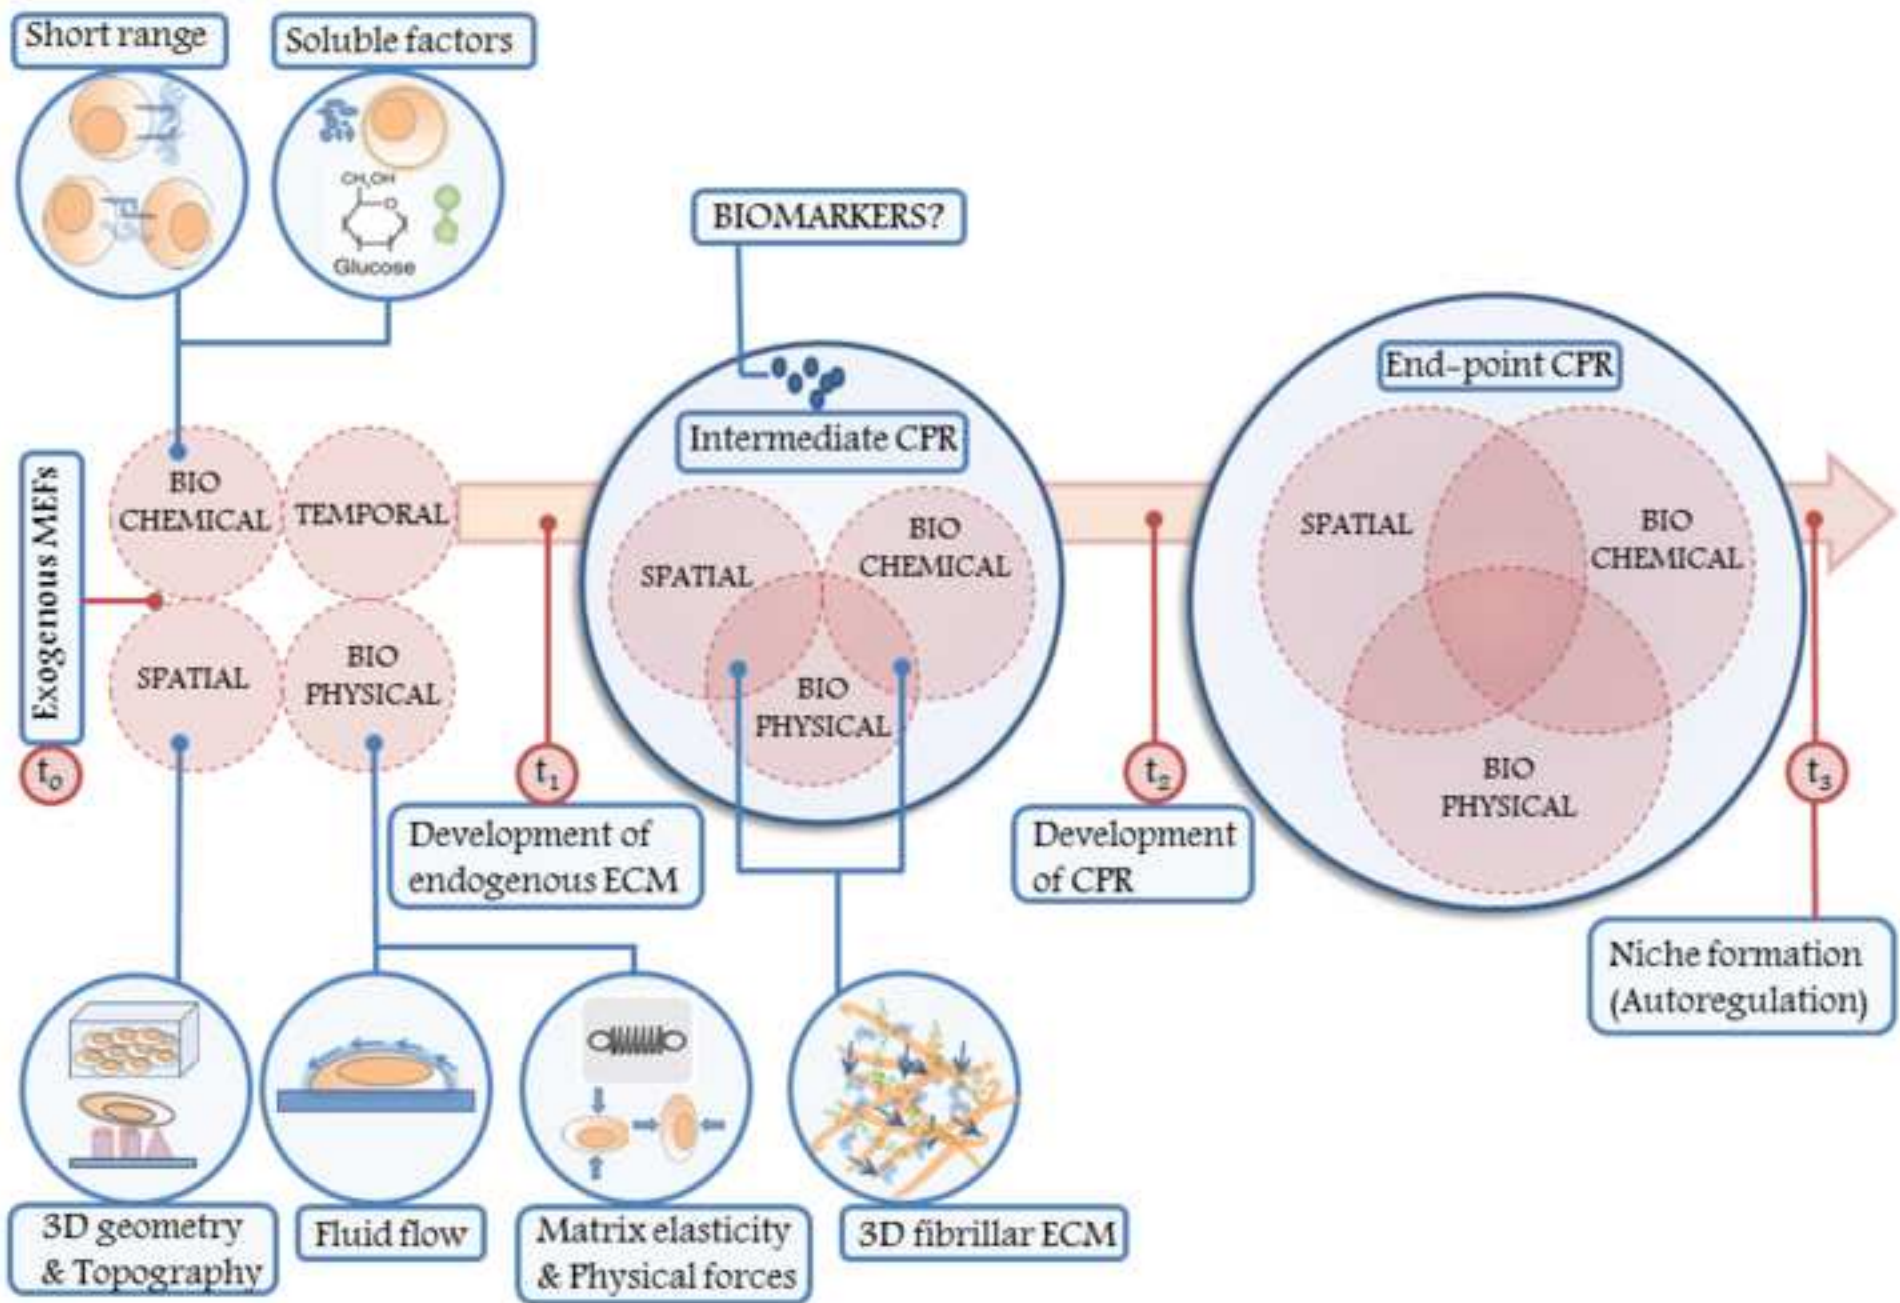 Short range
Soluble factors
CH₂OH
O
Glucose
BIOMARKERS?
Intermediate CPR
End-point CPR
Exogenous MEFs
BIO
CHEMICAL
TEMPORAL
SPATIAL
BIO
PHYSICAL
SPATIAL
BIO
CHEMICAL
BIO
PHYSICAL
SPATIAL
BIO
CHEMICAL
BIO
PHYSICAL
t₀
t₁
t₂
t₃
Development of
endogenous ECM
Development
of CPR
Niche formation
(Autoregulation)
3D geometry
& Topography
Fluid flow
Matrix elasticity
& Physical forces
3D fibrillar ECM